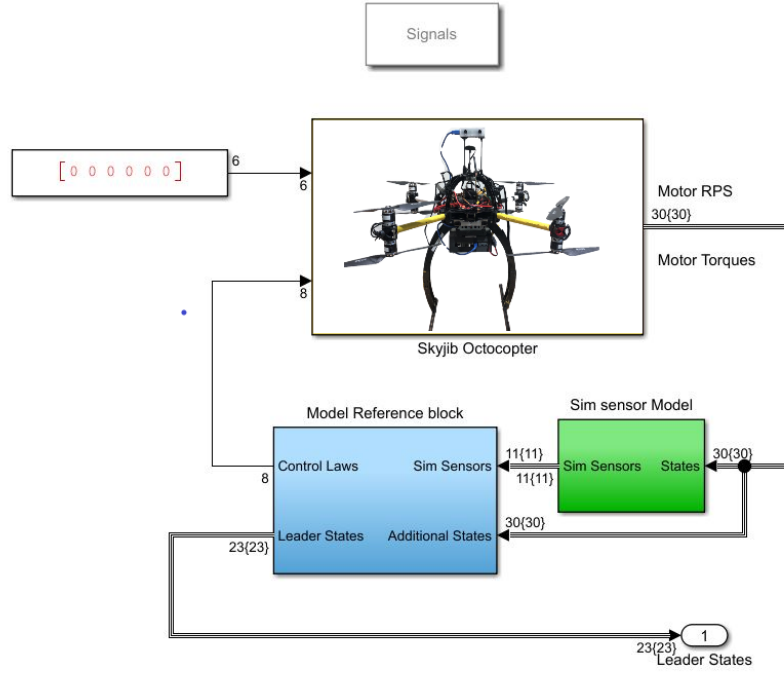 Signals
[0 0 0 0 0 0]
6
6
Motor RPS
30{30}
Motor Torques
8
Skyjib Octocopter
Model Reference block
Sim sensor Model
Control Laws
Sim Sensors
11{11}
11{11}
Sim Sensors
States
30{30}
8
Leader States
Additional States
30{30}
23{23}
1
23{23}
Leader States